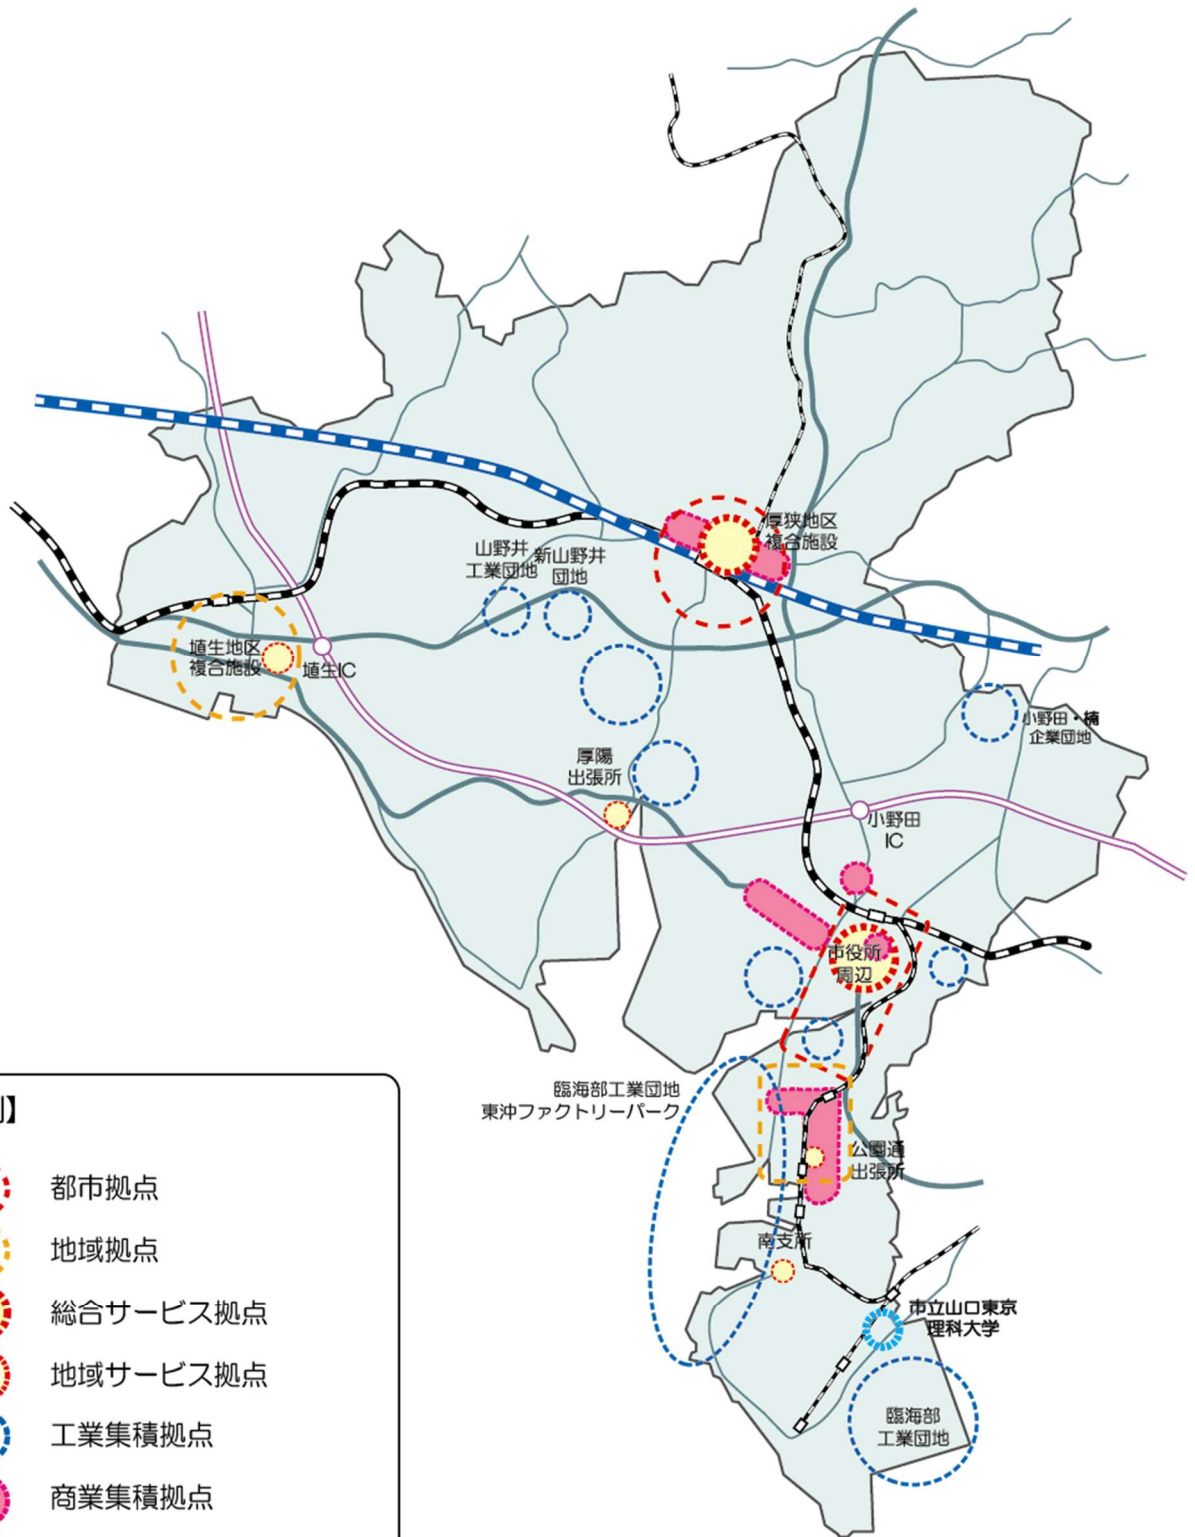 厚狭地区
複合施設
山野井
工業団地
新山野井
団地
埴生地区
複合施設
埴生IC
小野田・楠
企業団地
厚陽
出張所
小野田
IC
市役所
周辺
臨海部工業団地
東沖ファクトリーパーク
公園通
出張所
南支所
市立山口東京
理科大学
臨海部
工業団地
】
都市拠点
地域拠点
総合サービス拠点
地域サービス拠点
工業集積拠点
商業集積拠点